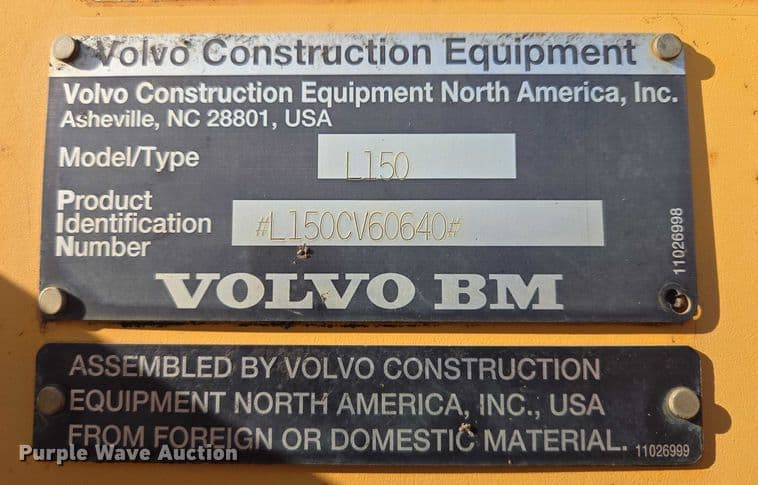 Volvo Construction Equipment
Volvo Construction Equipment North America, Inc.
Asheville, NC 28801, USA
Model/Type L150
Product
Identification #L150CV60640#
Number
11026998
VOLVO BM
ASSEMBLED BY VOLVO CONSTRUCTION
EQUIPMENT NORTH AMERICA, INC., USA
FROM FOREIGN OR DOMESTIC MATERIAL. 11026999
Purple Wave Auction